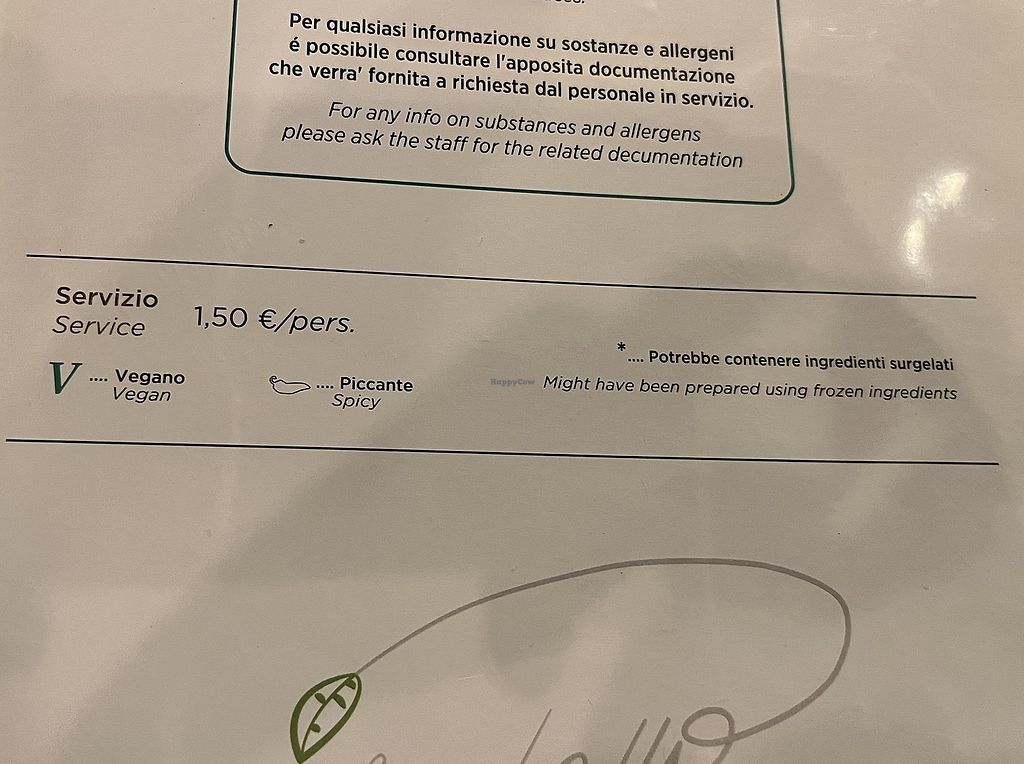 Per qualsiasi informazione su sostanze e allergeni
é possibile consultare l'apposita documentazione
che verra' fornita a richiesta dal personale in servizio.
For any info on substances and allergens
please ask the staff for the related decumentation
Servizio
Service
1,50 €/pers.
V .... Vegano
Vegan
.... Piccante
Spicy
*.... Potrebbe contenere ingredienti surgelati
Might have been prepared using frozen ingredients
HappyCow